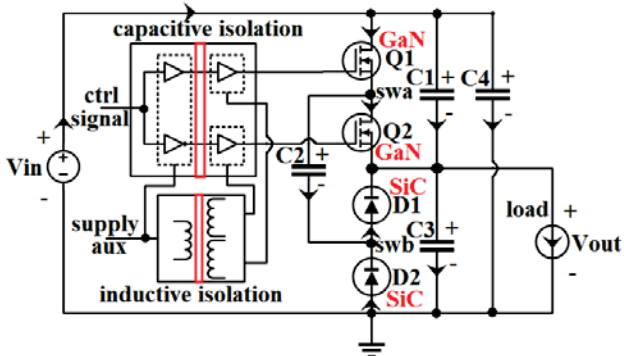 capacitive isolation
GaN
Q1
C1 + -
C4 + -
swa
ctrl
signal
+
Vin
-
Q2
GaN
C2 + -
SiC
D1
swb
C3 + -
load
+
Vout
-
supply
aux
D2
SiC
inductive isolation